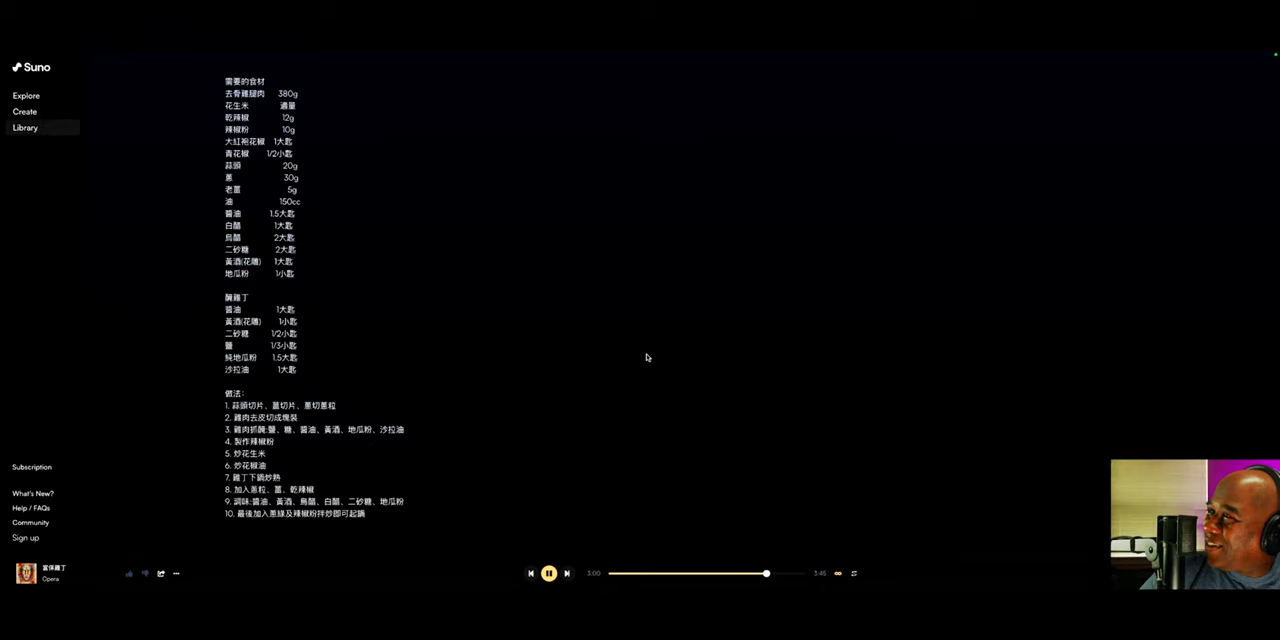 Suno
Explore
Create
Library
需要的食材
去骨雞腿肉 380g
花生米 適量
乾辣椒 12g
辣椒粉 10g
大紅袍花椒 1大匙
青花椒 1/2小匙
蒜頭 20g
蔥 30g
老薑 5g
油 150cc
醬油 1.5大匙
白醋 1大匙
烏醋 2大匙
二砂糖 2大匙
黃酒(花雕) 1大匙
地瓜粉 1小匙
醃雞丁
醬油 1大匙
黃酒(花雕) 1小匙
二砂糖 1/2小匙
鹽 1/3小匙
純地瓜粉 1.5大匙
沙拉油 1大匙
做法:
1. 蒜頭切片、薑切片、蔥切蔥粒
2. 雞肉去皮切成塊裝
3. 雞肉抓醃:鹽、糖、醬油、黃酒、地瓜粉、沙拉油
4. 製作辣椒粉
5. 炒花生米
6. 炒花椒油
7. 雞丁下鍋炒熟
8. 加入蔥粒、薑、乾辣椒
9. 調味:醬油、黃酒、烏醋、白醋、二砂糖、地瓜粉
10. 最後加入蔥綠及辣椒粉拌炒即可起鍋
Subscription
What's New?
Help / FAQs
Community
Sign up
宮保雞丁
Opera
3:00
3:45